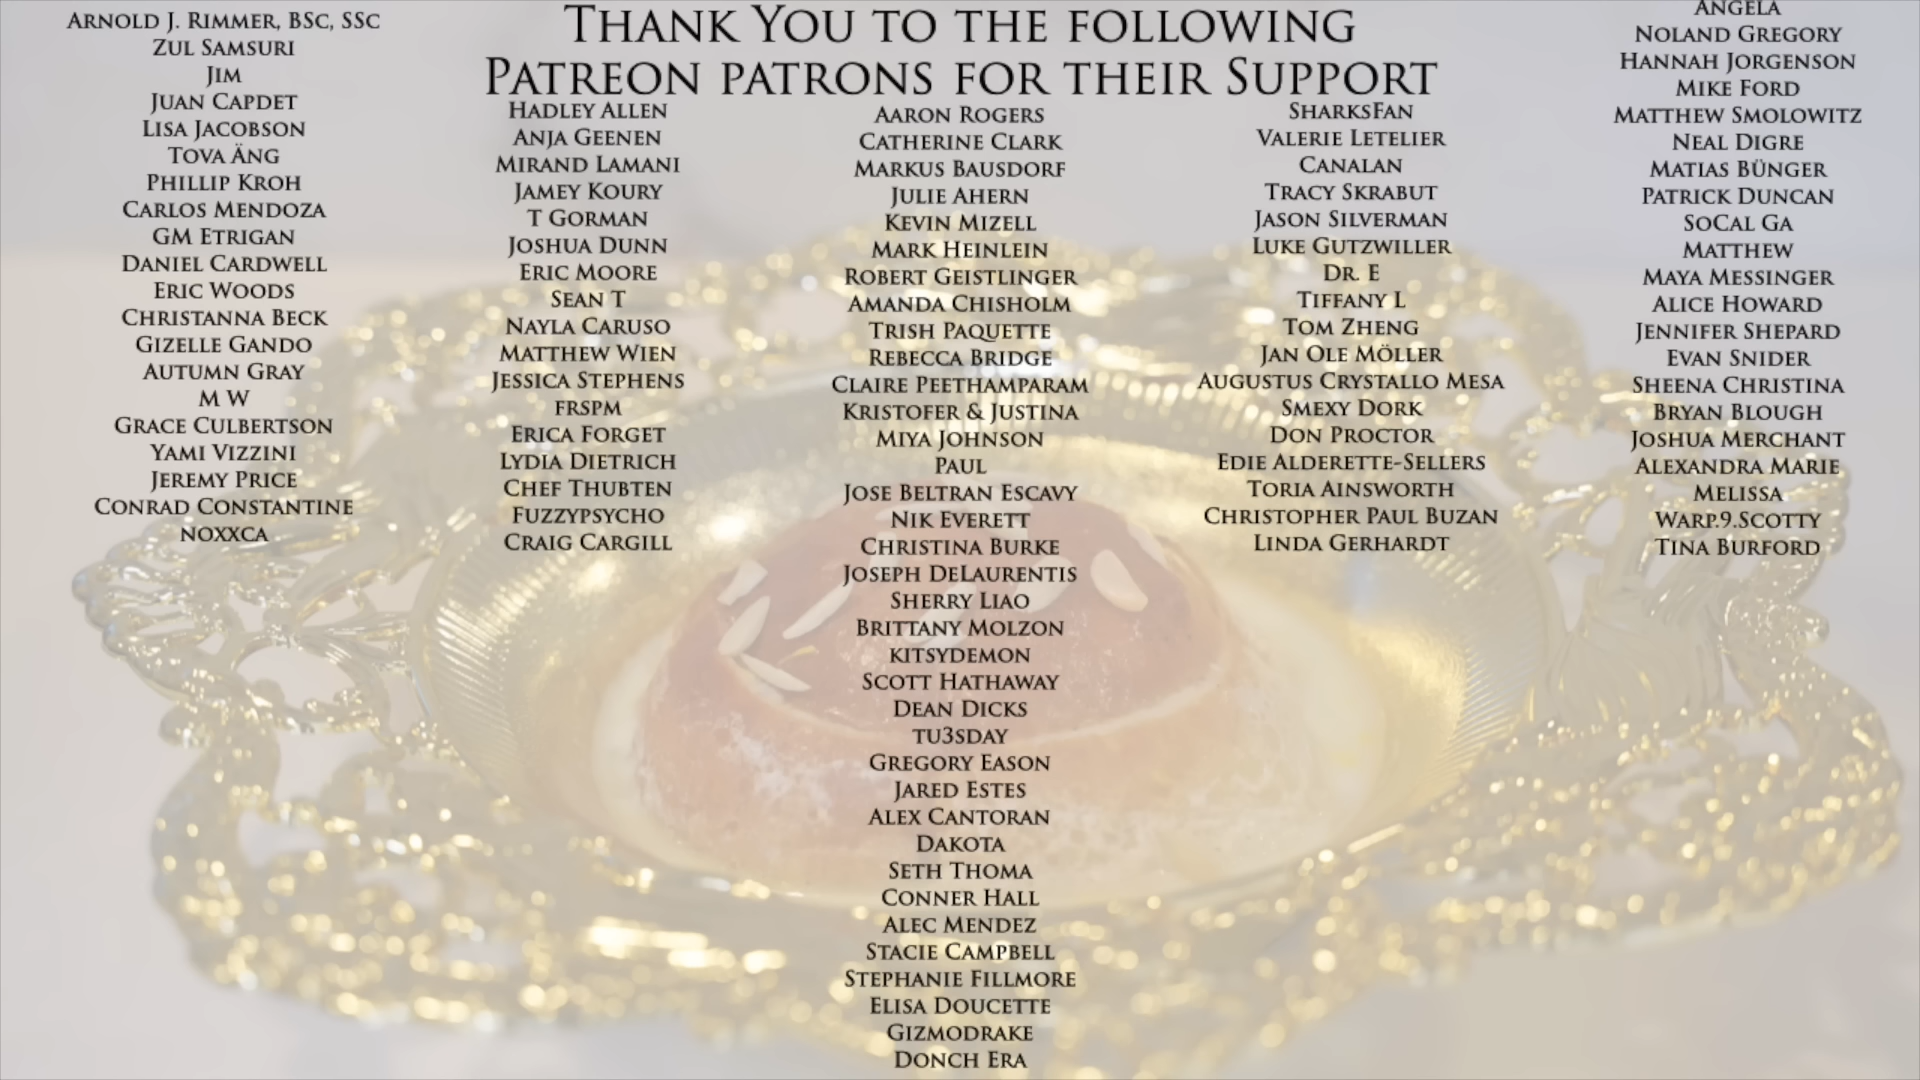 Thank You to the following
Patreon patrons for their Support
Arnold J. Rimmer, BSc, SSc
Zul Samsuri
Jim
Juan Capdet
Lisa Jacobson
Tova Äng
Phillip Kroh
Carlos Mendoza
GM Etrigan
Daniel Cardwell
Eric Woods
Christanna Beck
Gizelle Gando
Autumn Gray
M W
Grace Culbertson
Yami Vizzini
Jeremy Price
Conrad Constantine
noxxca
Hadley Allen
Anja Geenen
Mirand Lamani
Jamey Koury
T Gorman
Joshua Dunn
Eric Moore
Sean T
Nayla Caruso
Matthew Wien
Jessica Stephens
frspm
Erica Forget
Lydia Dietrich
Chef Thubten
Fuzzypsycho
Craig Cargill
Aaron Rogers
Catherine Clark
Markus Bausdorf
Julie Ahern
Kevin Mizell
Mark Heinlein
Robert Geistlinger
Amanda Chisholm
Trish Paquette
Rebecca Bridge
Claire Peethamparam
Kristofer & Justina
Miya Johnson
Paul
Jose Beltran Escavy
Nik Everett
Christina Burke
Joseph DeLaurentis
Sherry Liao
Brittany Molzon
kitsydemon
Scott Hathaway
Dean Dicks
tu3sday
Gregory Eason
Jared Estes
Alex Cantoran
Dakota
Seth Thoma
Conner Hall
Alec Mendez
Stacie Campbell
Stephanie Fillmore
Elisa Doucette
Gizmodrake
Donch Era
SharksFan
Valerie Letelier
Canalan
Tracy Skrabut
Jason Silverman
Luke Gutzwiller
Dr. E
Tiffany L
Tom Zheng
Jan Ole Möller
Augustus Crystallo Mesa
Smexy Dork
Don Proctor
Edie Alderette-Sellers
Toria Ainsworth
Christopher Paul Buzan
Linda Gerhardt
Angela
Noland Gregory
Hannah Jorgenson
Mike Ford
Matthew Smolowitz
Neal Digre
Matias Bünger
Patrick Duncan
SoCal Ga
Matthew
Maya Messinger
Alice Howard
Jennifer Shepard
Evan Snider
Sheena Christina
Bryan Blough
Joshua Merchant
Alexandra Marie
Melissa
Warp.9.Scotty
Tina Burford